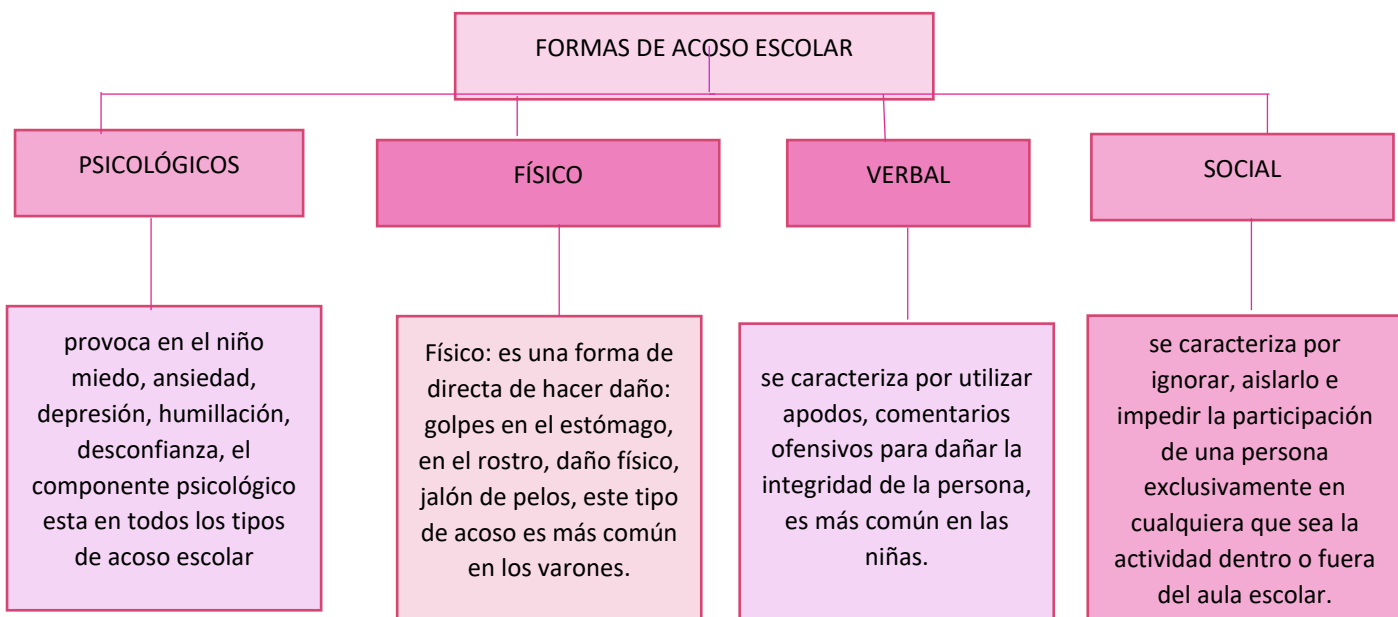 FORMAS DE ACOSO ESCOLAR
PSICOLÓGICOS
FÍSICO
VERBAL
SOCIAL
provoca en el niño
miedo, ansiedad,
depresión, humillación,
desconfianza, el
componente psicológico
esta en todos los tipos
de acoso escolar
Físico: es una forma de
directa de hacer daño:
golpes en el estómago,
en el rostro, daño físico,
jalón de pelos, este tipo
de acoso es más común
en los varones.
se caracteriza por utilizar
apodos, comentarios
ofensivos para dañar la
integridad de la persona,
es más común en las
niñas.
se caracteriza por
ignorar, aislarlo e
impedir la participación
de una persona
exclusivamente en
cualquiera que sea la
actividad dentro o fuera
del aula escolar.